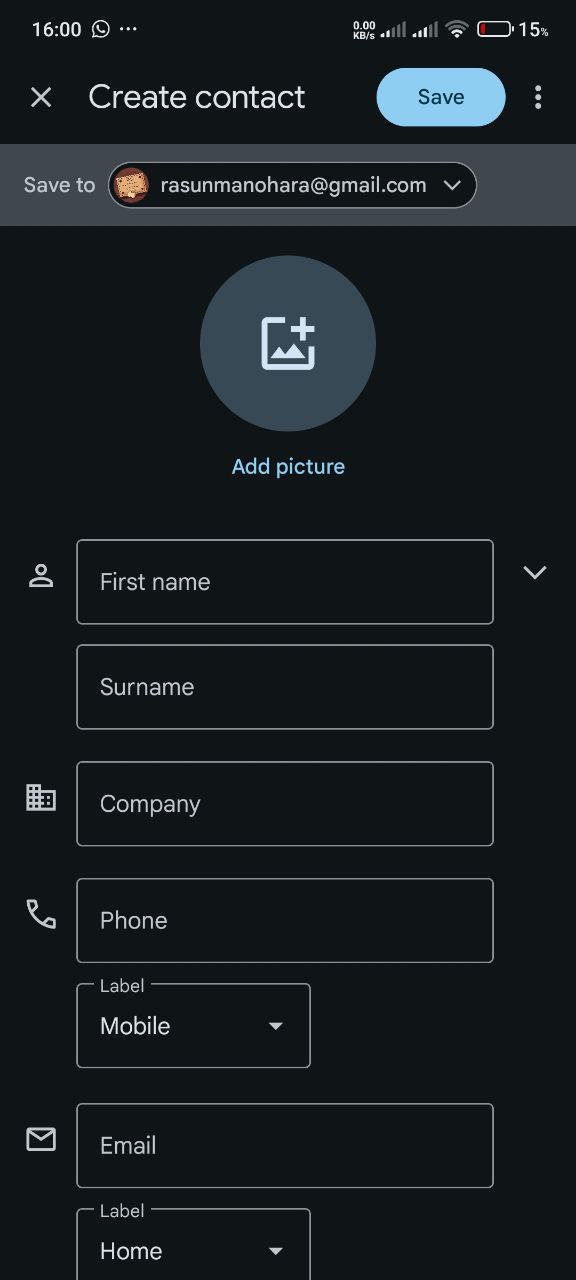 16:00 0.00 KB/s 15%
Create contact Save
Save to rasunmanohara@gmail.com
Add picture
First name
Surname
Company
Phone
Label
Mobile
Email
Label
Home